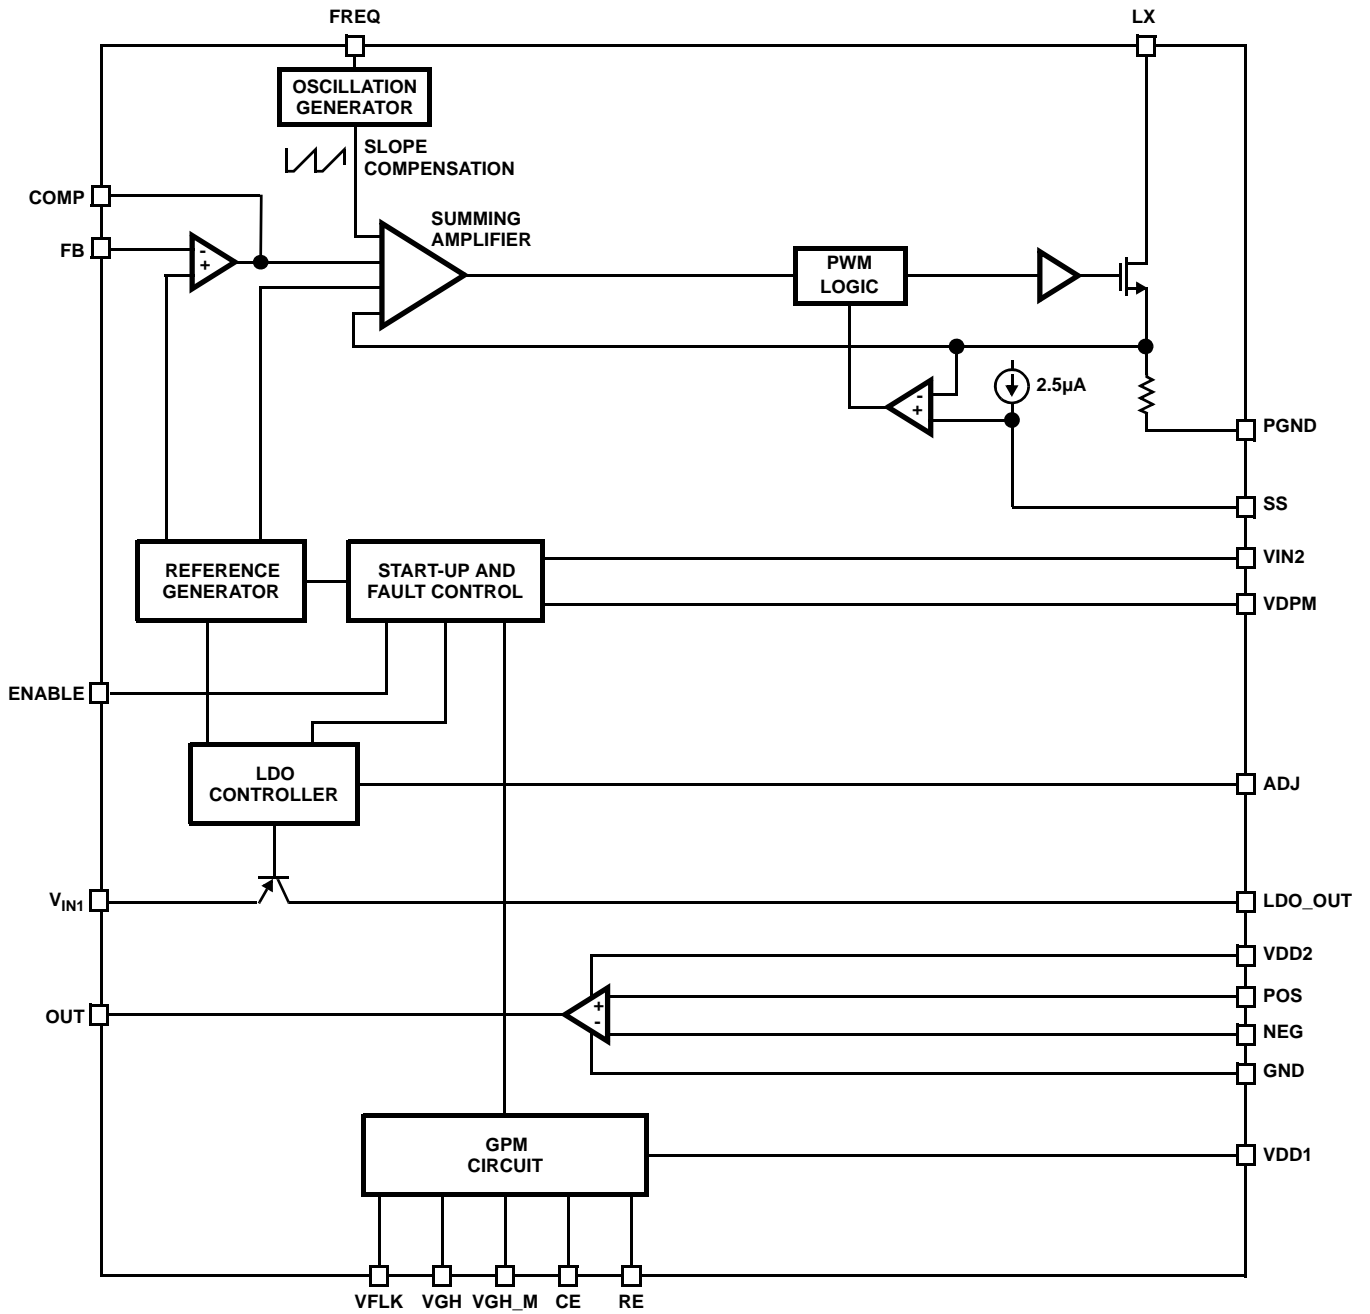 FREQ
LX
OSCILLATION
GENERATOR
SLOPE
COMPENSATION
COMP
SUMMING
AMPLIFIER
FB
-
+
PWM
LOGIC
2.5µA
-
+
PGND
SS
REFERENCE
GENERATOR
START-UP AND
FAULT CONTROL
VIN2
VDPM
ENABLE
LDO
CONTROLLER
ADJ
VIN1
LDO_OUT
VDD2
POS
+
-
OUT
NEG
GND
GPM
CIRCUIT
VDD1
VFLK
VGH
VGH_M
CE
RE